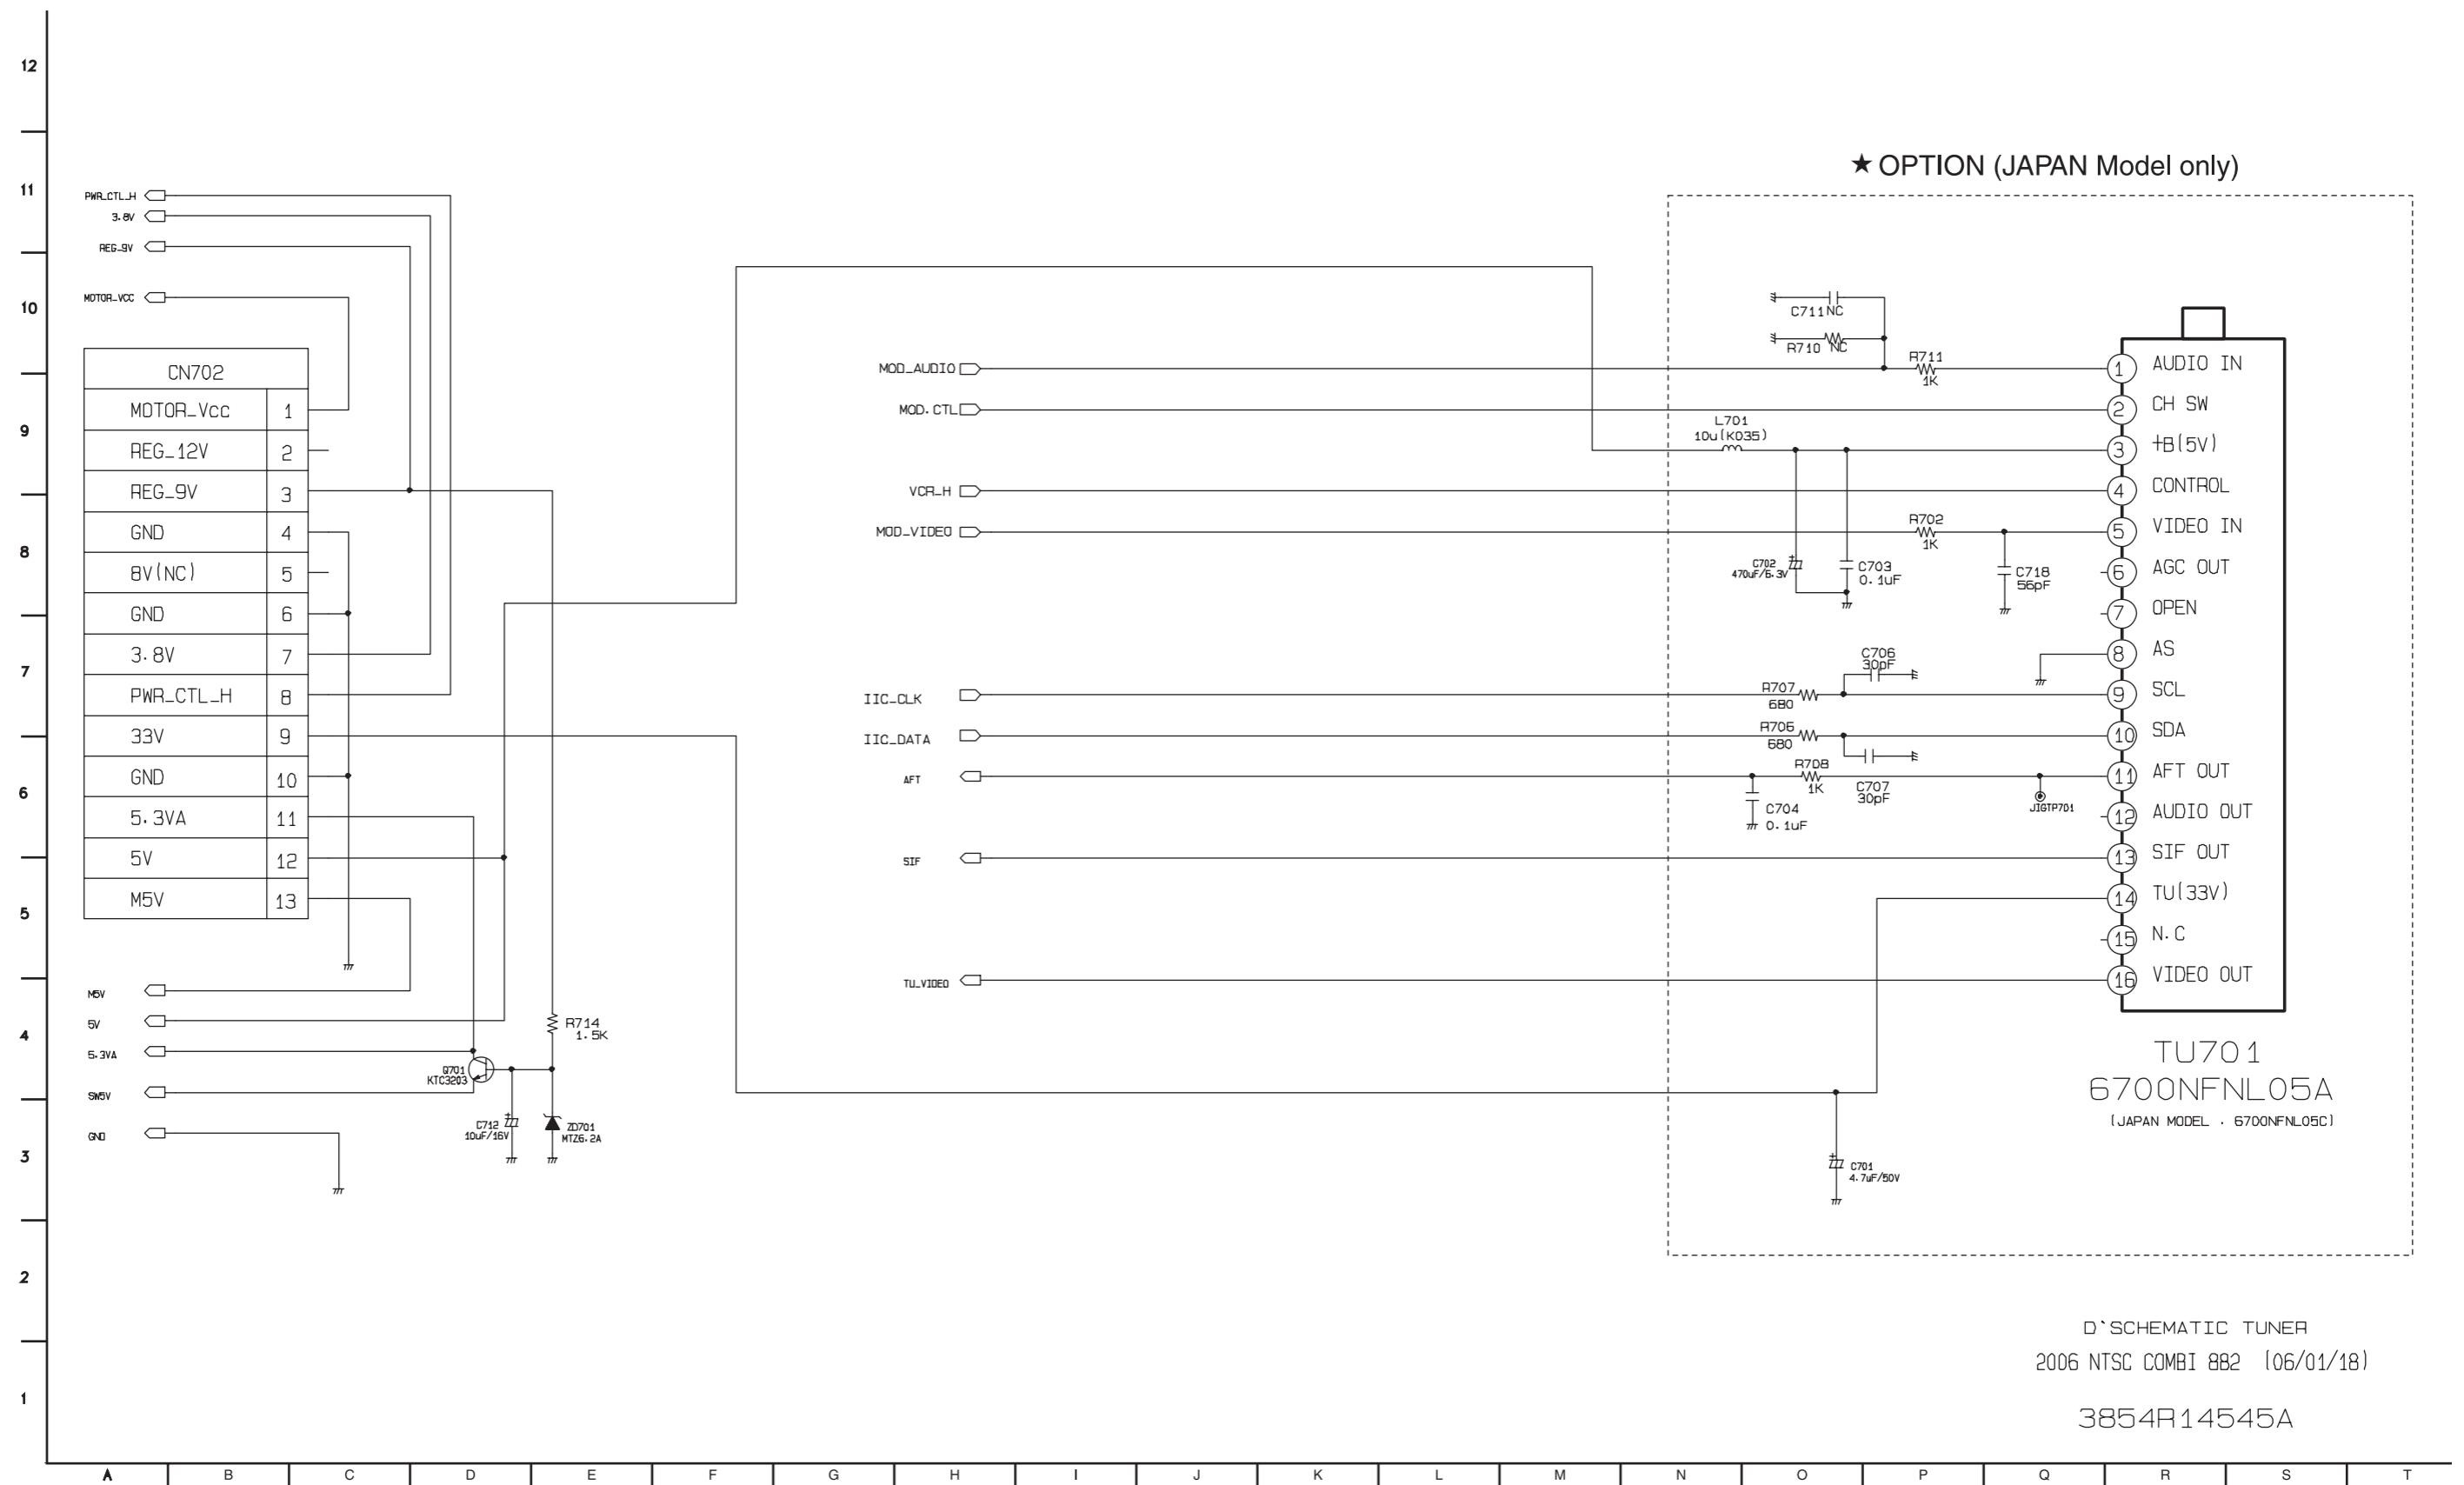 12
11
10
9
8
7
6
5
4
3
2
1
★ OPTION (JAPAN Model only)
PWR_CTL_H
3.8V
REG_9V
MOTOR_VCC
CN702
MOTOR_Vcc 1
REG_12V 2
REG_9V 3
GND 4
8V(NC) 5
GND 6
3.8V 7
PWR_CTL_H 8
33V 9
GND 10
5.3VA 11
5V 12
M5V 13
M5V
5V
5.3VA
SW5V
GND
R714
1.5K
Q701
KTC3203
C712
10uF/16V
ZD701
MTZ6.2A
MOD_AUDIO
MOD.CTL
VCR_H
MOD_VIDEO
IIC_CLK
IIC_DATA
AFT
SIF
TU_VIDEO
C711 NC
R710 NC
R711
1K
L701
10u(K035)
R702
1K
C702
470uF/6.3V
C703
0.1uF
C718
56pF
C706
30pF
R707
680
R706
680
R708
1K
C707
30pF
C704
0.1uF
JIGTP701
C701
4.7uF/50V
1 AUDIO IN
2 CH SW
3 +B(5V)
4 CONTROL
5 VIDEO IN
6 AGC OUT
7 OPEN
8 AS
9 SCL
10 SDA
11 AFT OUT
12 AUDIO OUT
13 SIF OUT
14 TU(33V)
15 N.C
16 VIDEO OUT
TU701
6700NFNL05A
(JAPAN MODEL . 6700NFNL05C)
D`SCHEMATIC TUNER
2006 NTSC COMBI 882 (06/01/18)
3854R14545A
A B C D E F G H I J K L M N O P Q R S T